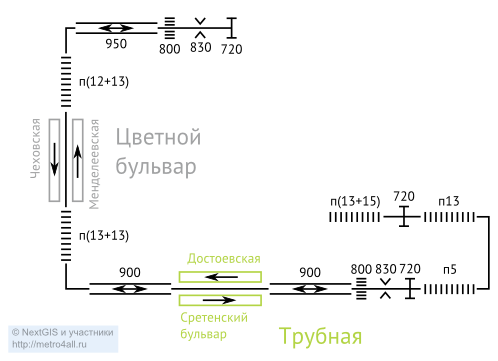 950
800
830
720
п(12+13)
Чеховская
Менделеевская
Цветной
бульвар
п(13+13)
п(13+15)
720
п13
Достоевская
900
900
800
830
720
п5
Сретенский
бульвар
Трубная
© NextGIS и участники
http://metro4all.ru